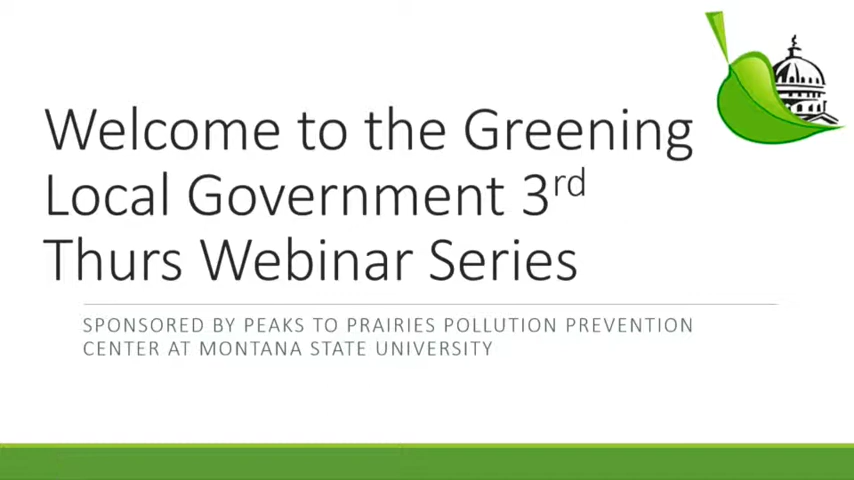 Welcome to the Greening
Local Government 3rd
Thurs Webinar Series
SPONSORED BY PEAKS TO PRAIRIES POLLUTION PREVENTION
CENTER AT MONTANA STATE UNIVERSITY